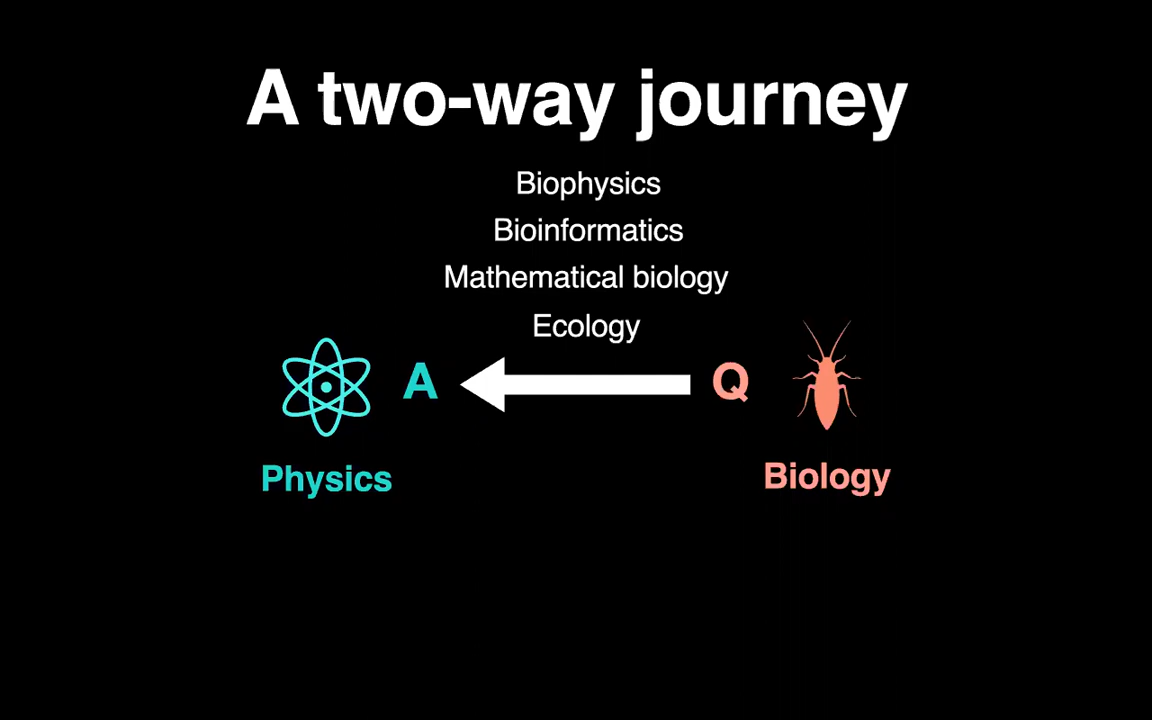 A two-way journey
Biophysics
Bioinformatics
Mathematical biology
Ecology
A
Q
Physics
Biology